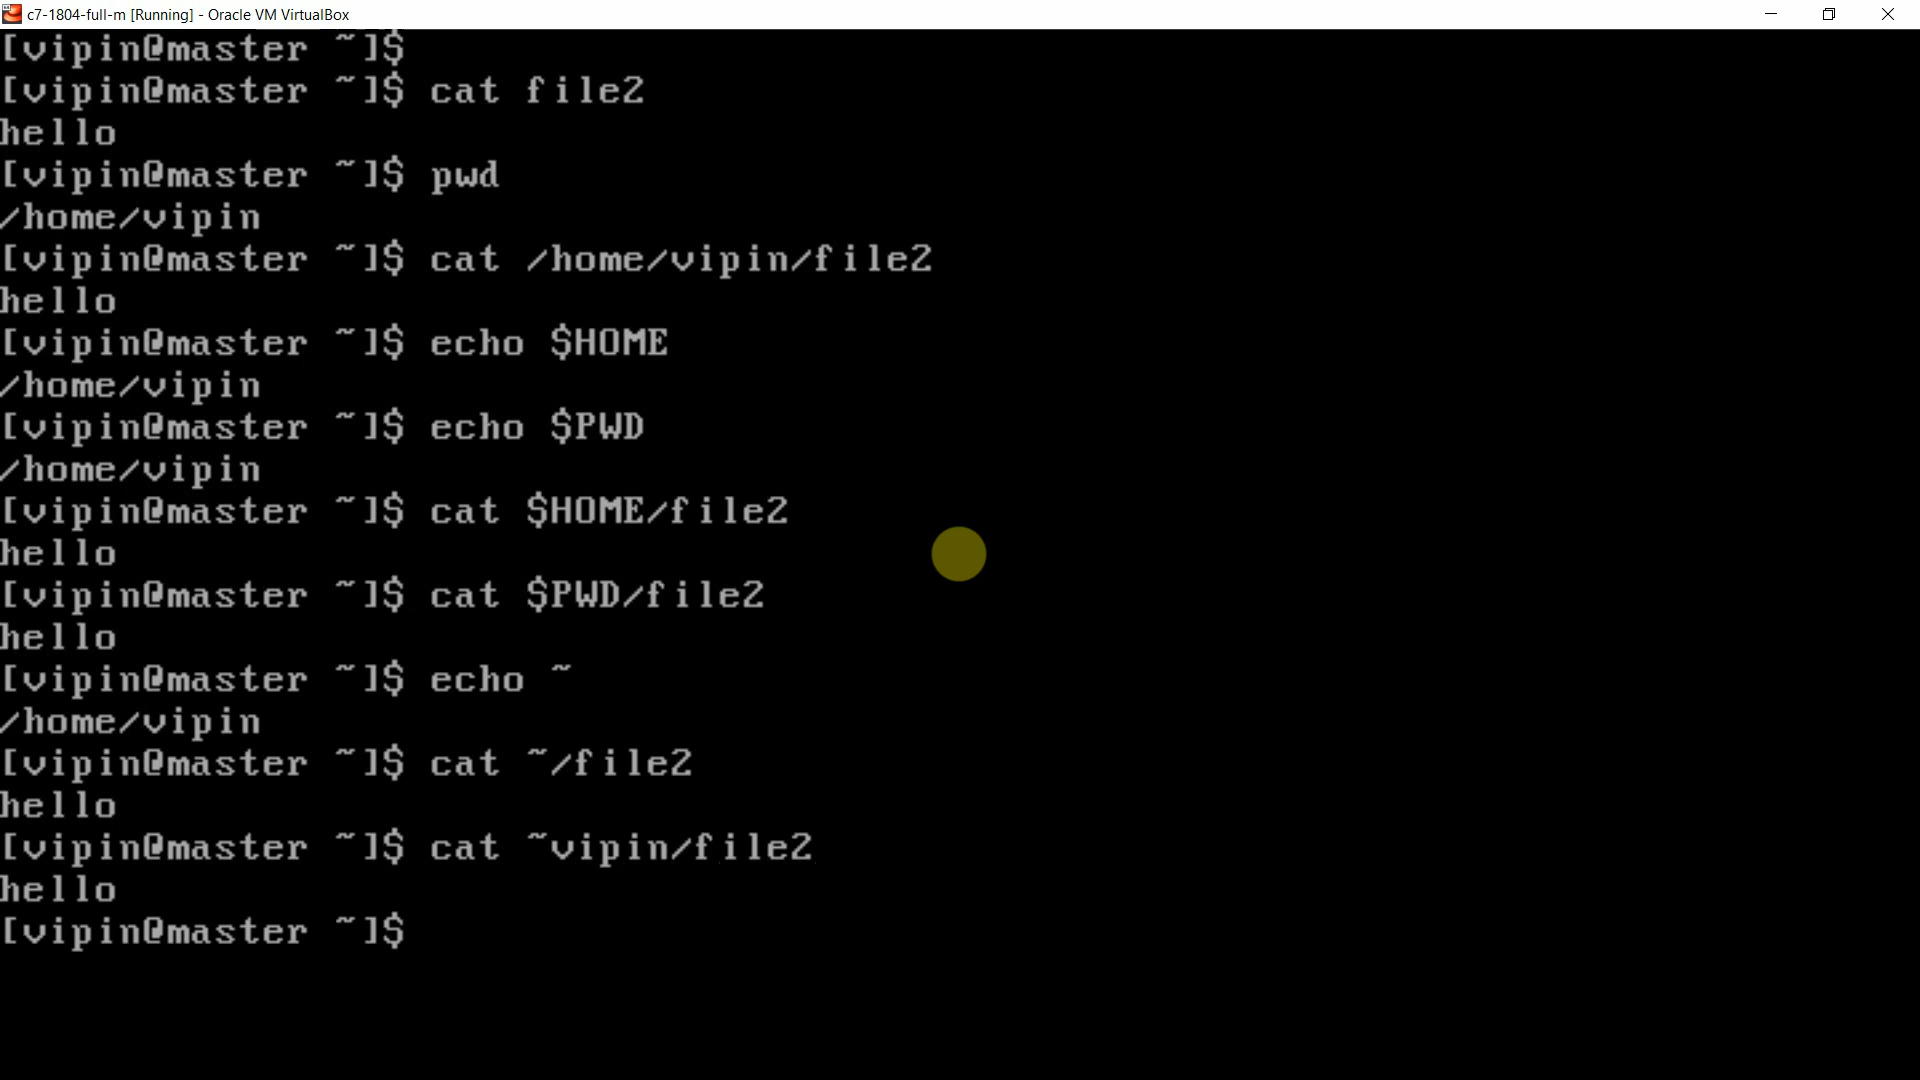 c7-1804-full-m [Running] - Oracle VM VirtualBox
[vipin@master ~]$
[vipin@master ~]$ cat file2
hello
[vipin@master ~]$ pwd
/home/vipin
[vipin@master ~]$ cat /home/vipin/file2
hello
[vipin@master ~]$ echo $HOME
/home/vipin
[vipin@master ~]$ echo $PWD
/home/vipin
[vipin@master ~]$ cat $HOME/file2
hello
[vipin@master ~]$ cat $PWD/file2
hello
[vipin@master ~]$ echo ~
/home/vipin
[vipin@master ~]$ cat ~/file2
hello
[vipin@master ~]$ cat ~vipin/file2
hello
[vipin@master ~]$